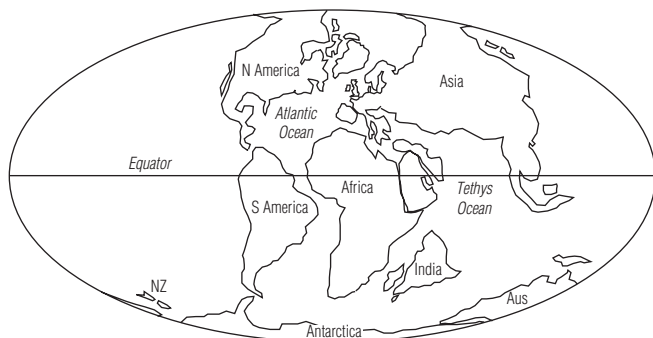 N America
Asia
Atlantic
Ocean
Equator
Africa
Tethys
Ocean
S America
India
NZ
Aus
Antarctica